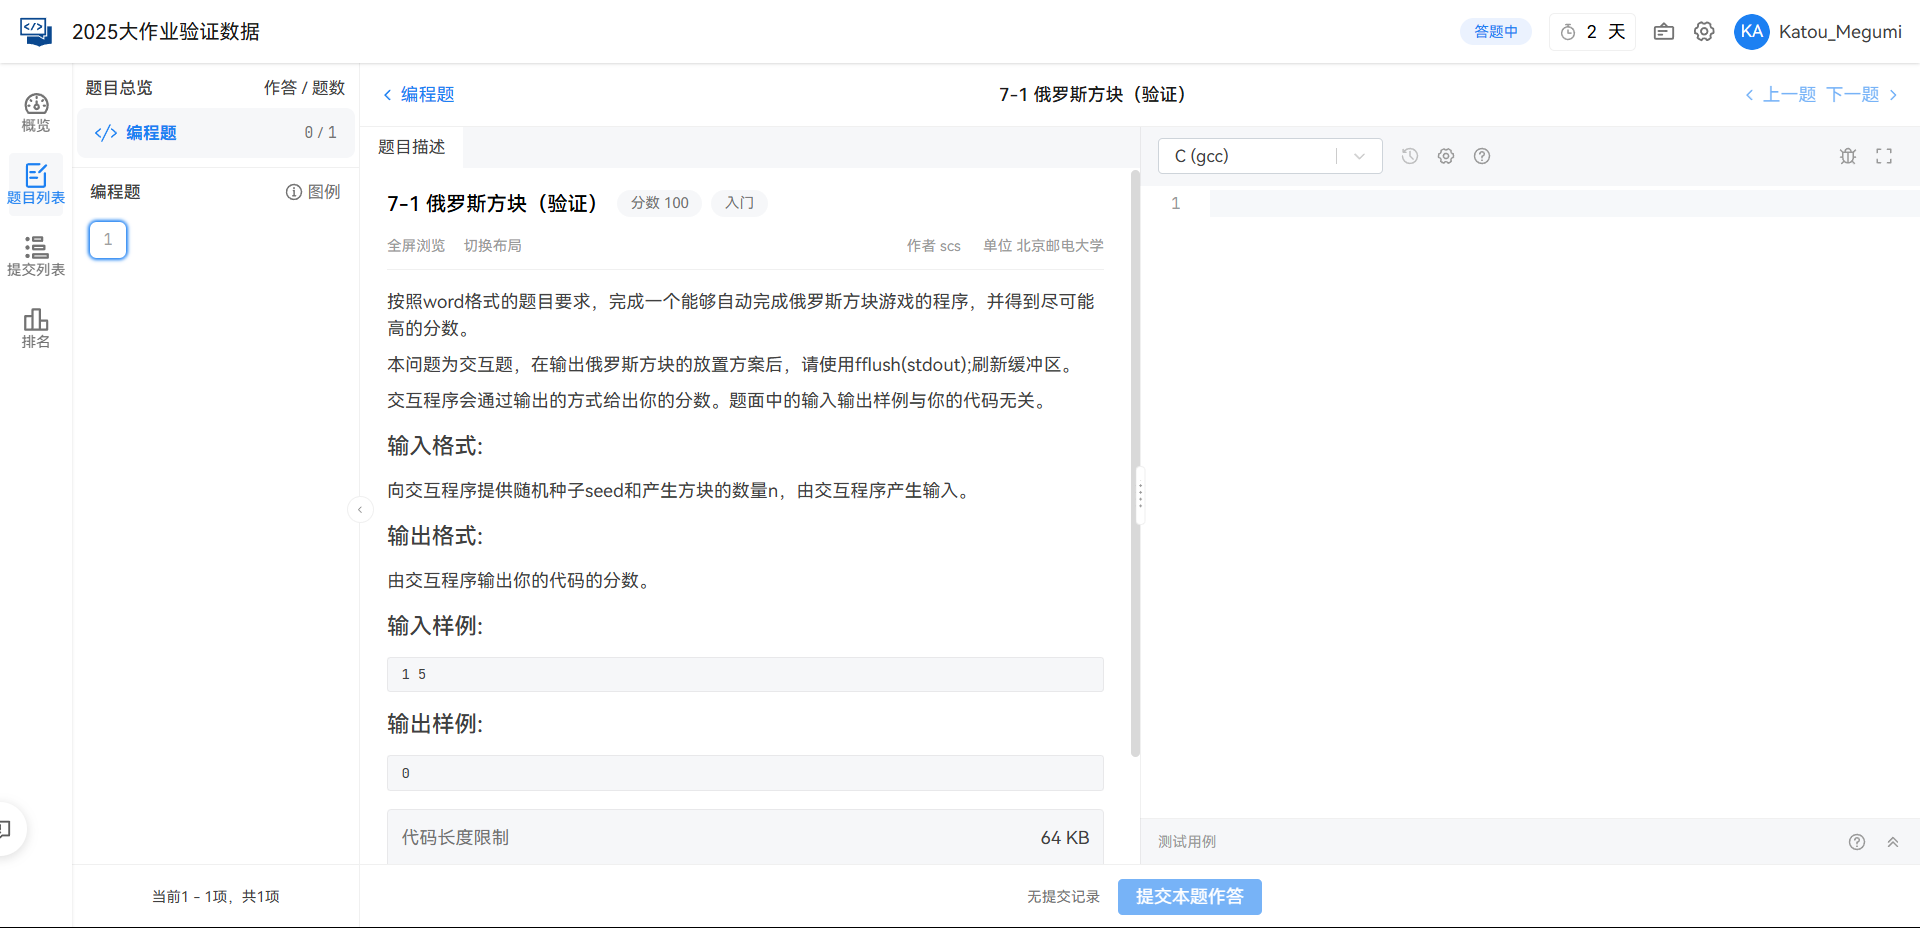 2025大作业验证数据
答题中
2 天
KA
Katou_Megumi
概览
题目列表
提交列表
排名
题目总览
作答 / 题数
编程题
0 / 1
编程题
图例
1
当前1 - 1项，共1项
编程题
7-1 俄罗斯方块（验证）
上一题
下一题
题目描述
7-1 俄罗斯方块（验证）
分数 100
入门
全屏浏览
切换布局
作者 scs
单位 北京邮电大学
按照word格式的题目要求，完成一个能够自动完成俄罗斯方块游戏的程序，并得到尽可能
高的分数。
本问题为交互题，在输出俄罗斯方块的放置方案后，请使用fflush(stdout);刷新缓冲区。
交互程序会通过输出的方式给出你的分数。题面中的输入输出样例与你的代码无关。
输入格式:
向交互程序提供随机种子seed和产生方块的数量n，由交互程序产生输入。
输出格式:
由交互程序输出你的代码的分数。
输入样例:
1 5
输出样例:
0
代码长度限制
64 KB
C (gcc)
1
测试用例
无提交记录
提交本题作答